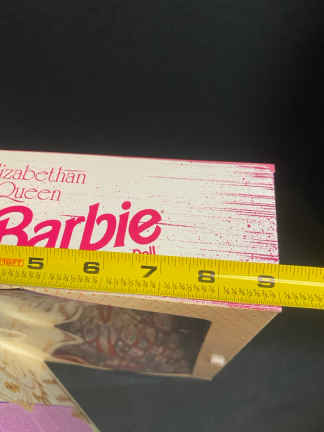 lizabethan
Queen
Barbie
Doll
5 6 7 8 9